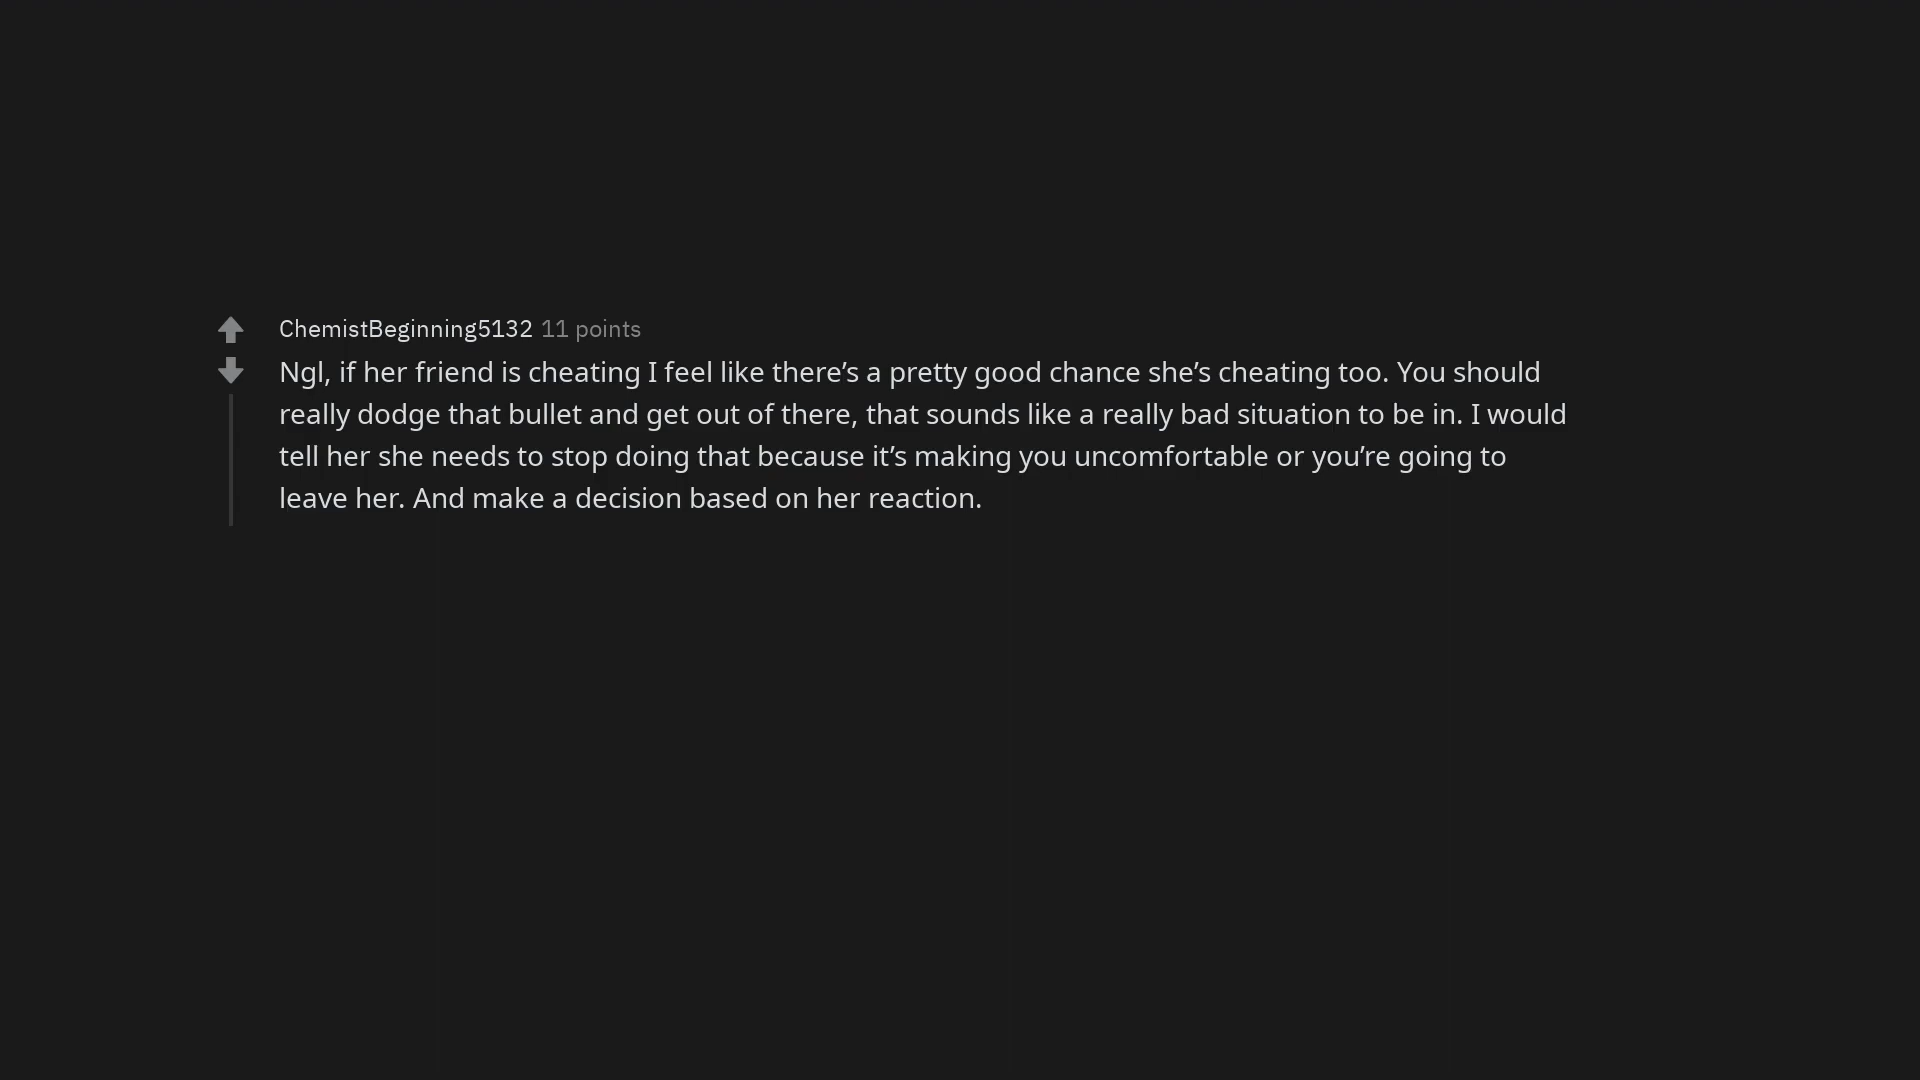 ChemistBeginning5132 11 points
Ngl, if her friend is cheating I feel like there’s a pretty good chance she’s cheating too. You should
really dodge that bullet and get out of there, that sounds like a really bad situation to be in. I would
tell her she needs to stop doing that because it’s making you uncomfortable or you’re going to
leave her. And make a decision based on her reaction.